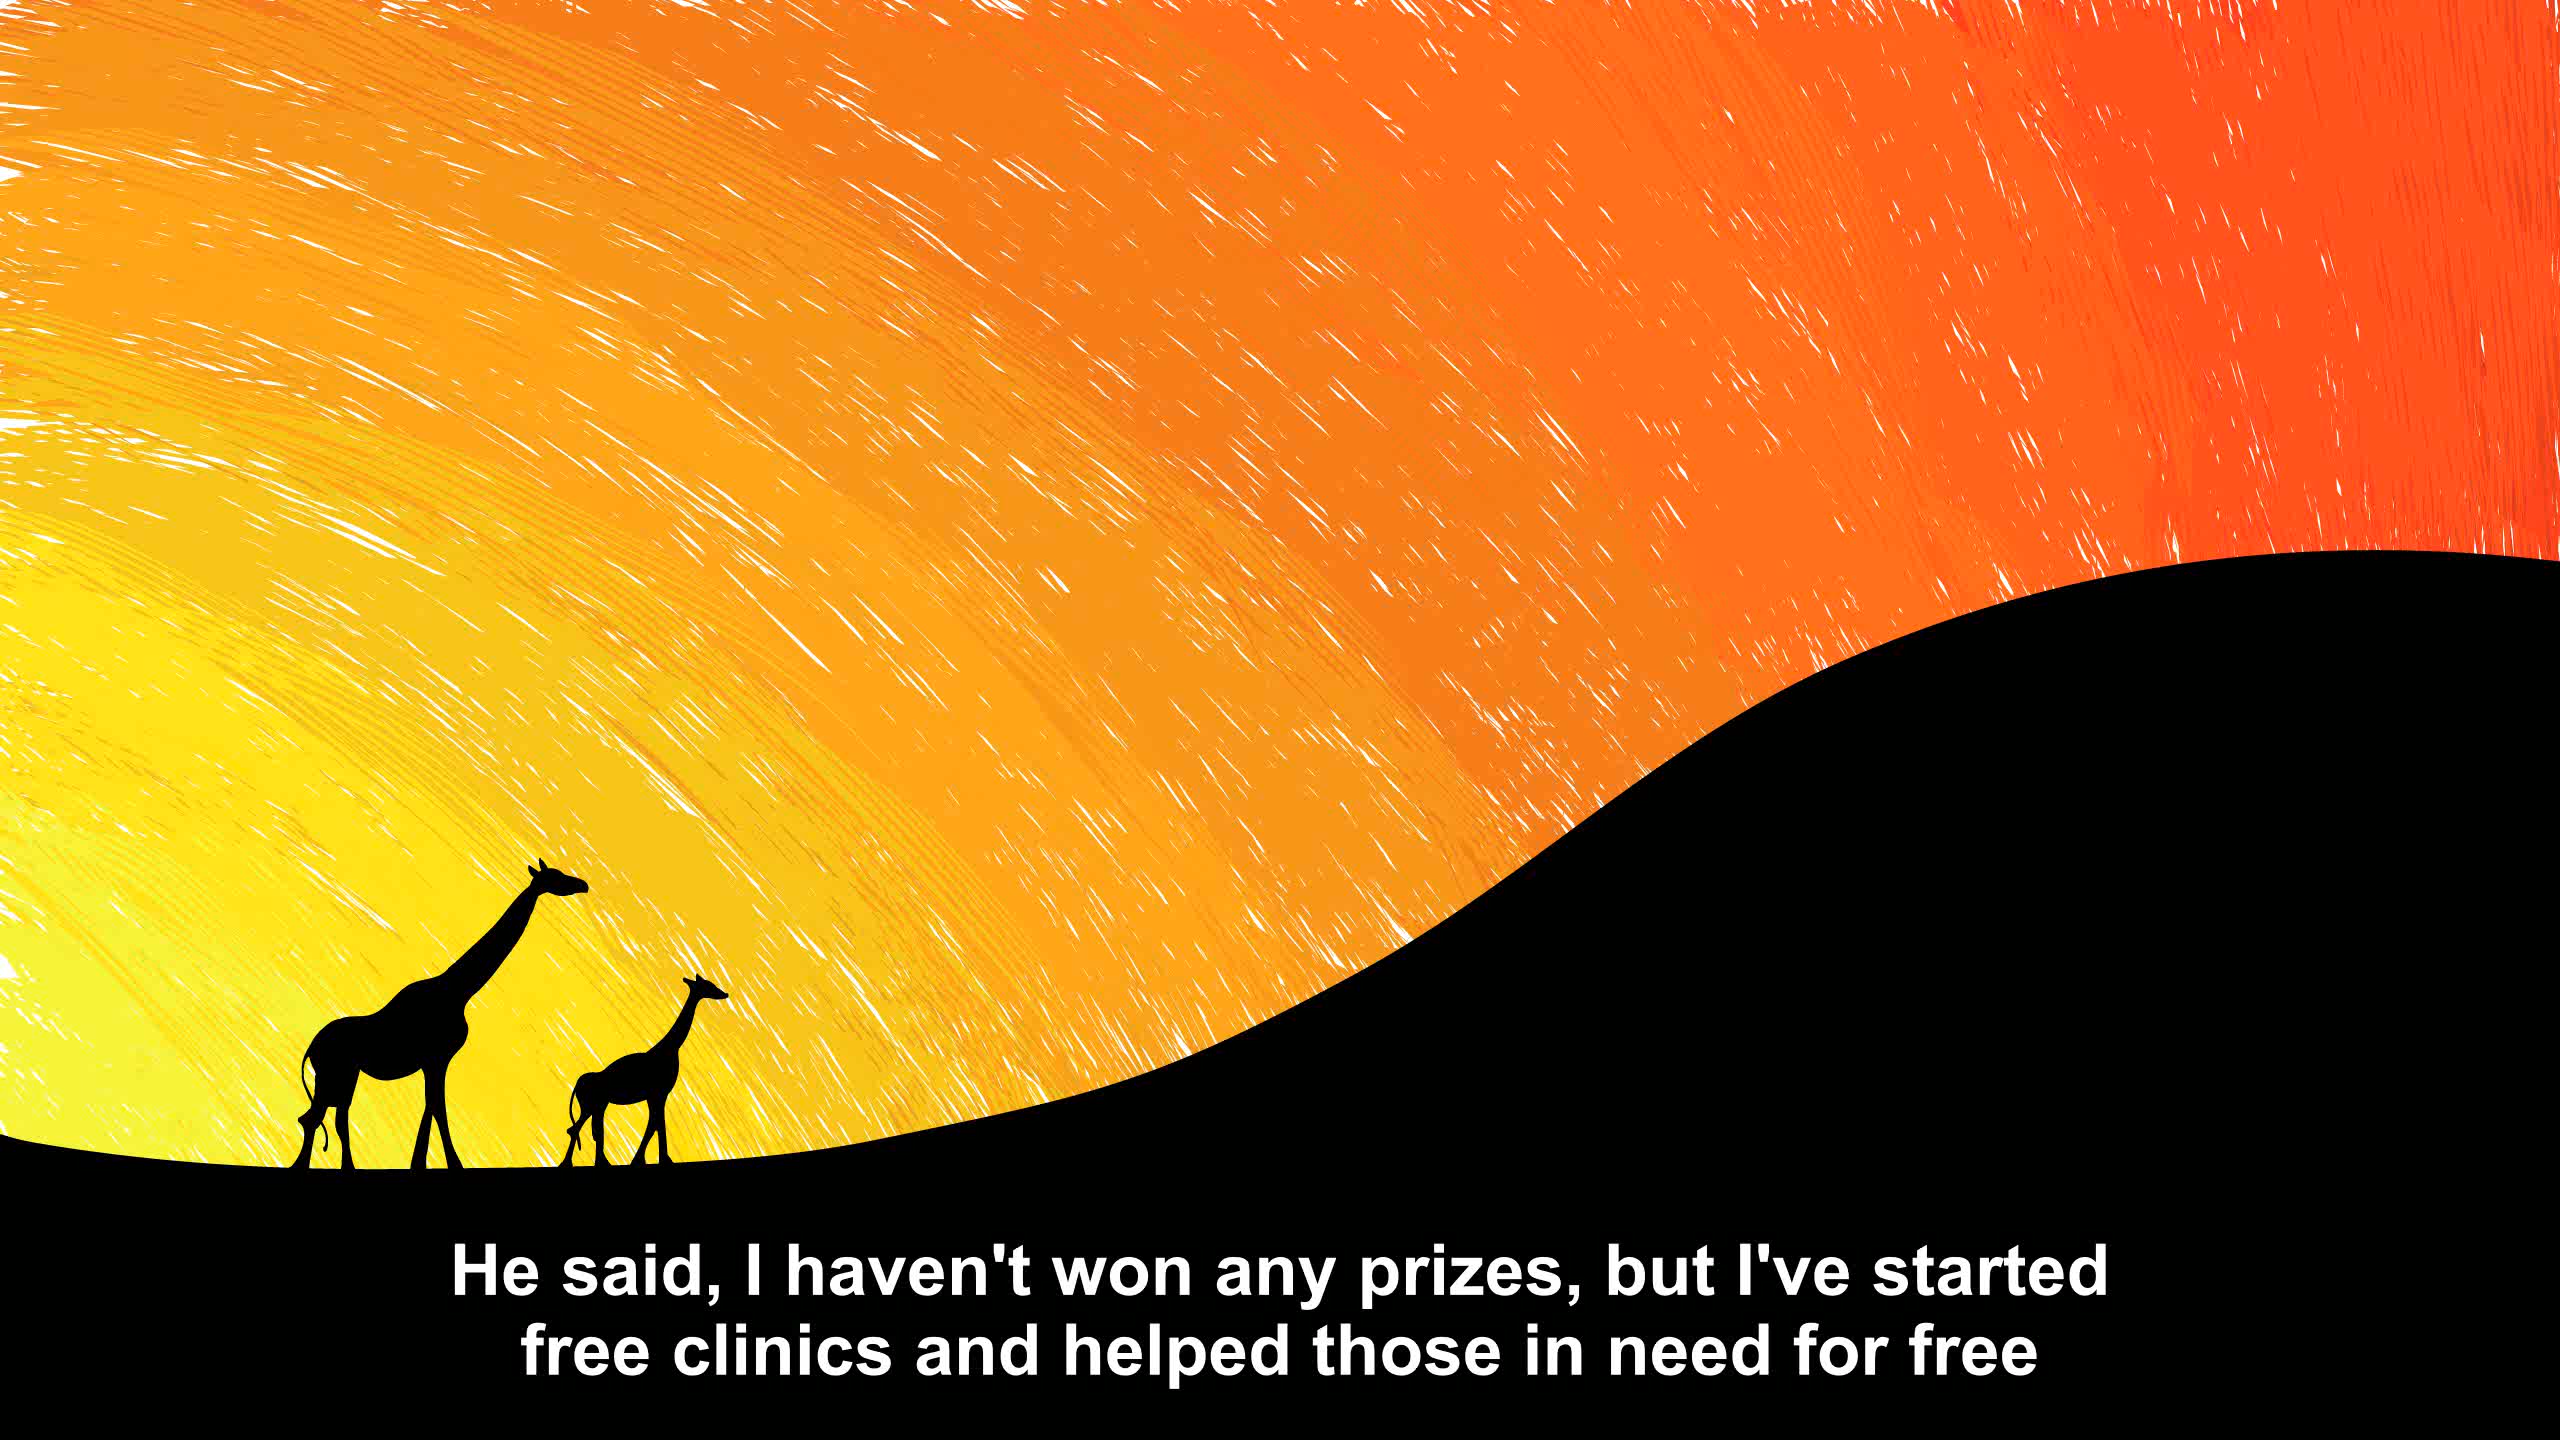 He said, I haven't won any prizes, but I've started
free clinics and helped those in need for free